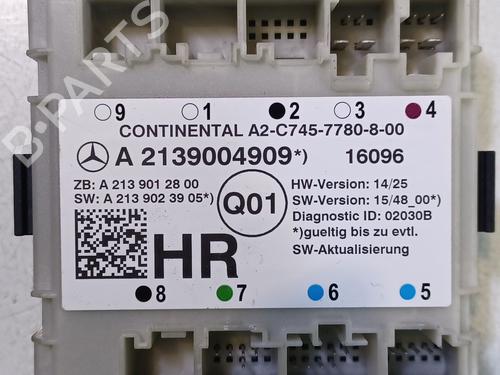 9 1 2 3 4
CONTINENTAL A2-C745-7780-8-00
A 2139004909*) 16096
ZB: A 213 901 28 00
SW: A 213 902 39 05*)
Q01
HW-Version: 14/25
SW-Version: 15/48_00*)
Diagnostic ID: 02030B
*)gueltig bis zu evtl.
SW-Aktualisierung
HR
8 7 6 5
B-PARTS